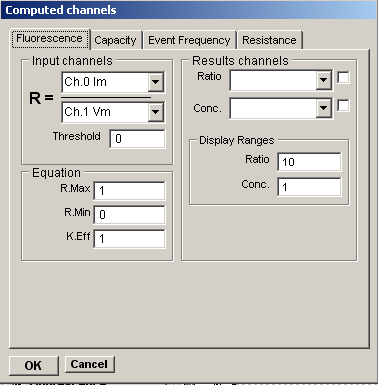 Computed channels
Fluorescence
Capacity
Event Frequency
Resistance
Input channels
R =
Ch.0 Im
Ch.1 Vm
Threshold 0
Equation
R.Max 1
R.Min 0
K.Eff 1
Results channels
Ratio
Conc.
Display Ranges
Ratio 10
Conc. 1
OK
Cancel